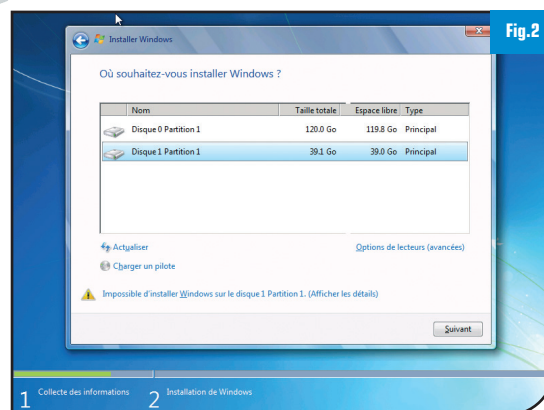 Fig.2
Installer Windows
Où souhaitez-vous installer Windows ?
Nom Taille totale Espace libre Type
Disque 0 Partition 1 120.0 Go 119.8 Go Principal
Disque 1 Partition 1 39.1 Go 39.0 Go Principal
Actualiser Options de lecteurs (avancées)
Charger un pilote
Impossible d'installer Windows sur le disque 1 Partition 1. (Afficher les détails)
Suivant
1 Collecte des informations 2 Installation de Windows